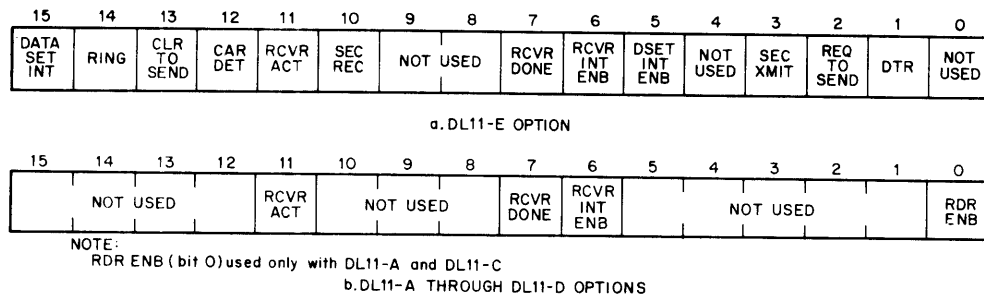 15 14 13 12 11 10 9 8 7 6 5 4 3 2 1 0
DATA SET INT RING CLR TO SEND CAR DET RCVR ACT SEC REC NOT USED RCVR DONE RCVR INT ENB DSET INT ENB NOT USED SEC XMIT REQ TO SEND DTR NOT USED
a. DL11-E OPTION
15 14 13 12 11 10 9 8 7 6 5 4 3 2 1 0
NOT USED RCVR ACT NOT USED RCVR DONE RCVR INT ENB NOT USED RDR ENB
NOTE:
RDR ENB (bit 0) used only with DL11-A and DL11-C
b. DL11-A THROUGH DL11-D OPTIONS